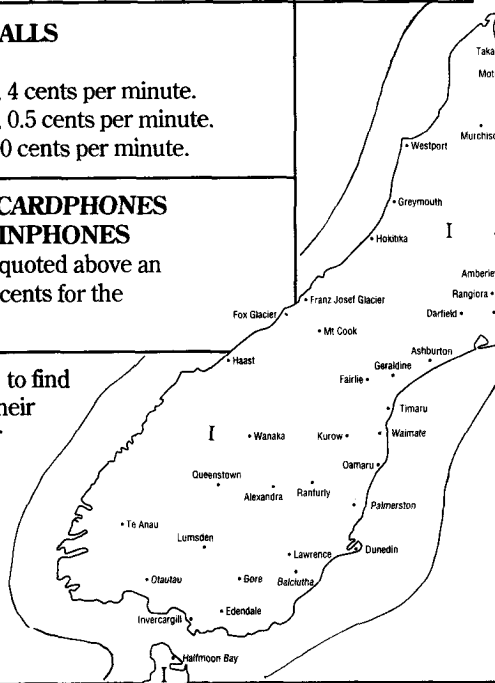 ALLS
, 4 cents per minute.
, 0.5 cents per minute.
0 cents per minute.
CARDPHONES
INPHONES
quoted above an
cents for the
to find
heir
Taka
Mot
Murchiso
Westport
Greymouth
I
Hokitika
Amberle
Rangiora
Franz Josef Glacier
Fox Glacier
Darfield
Mt Cook
Ashburton
Haast
Geraldine
Fairlie
Timaru
I
Wanaka
Kurow
Waimate
Oamaru
Queenstown
Alexandra
Ranfurly
Palmerston
Te Anau
Lumsden
Lawrence
Dunedin
Otautau
Gore
Balclutha
Edendale
Invercargill
Halfmoon Bay
I